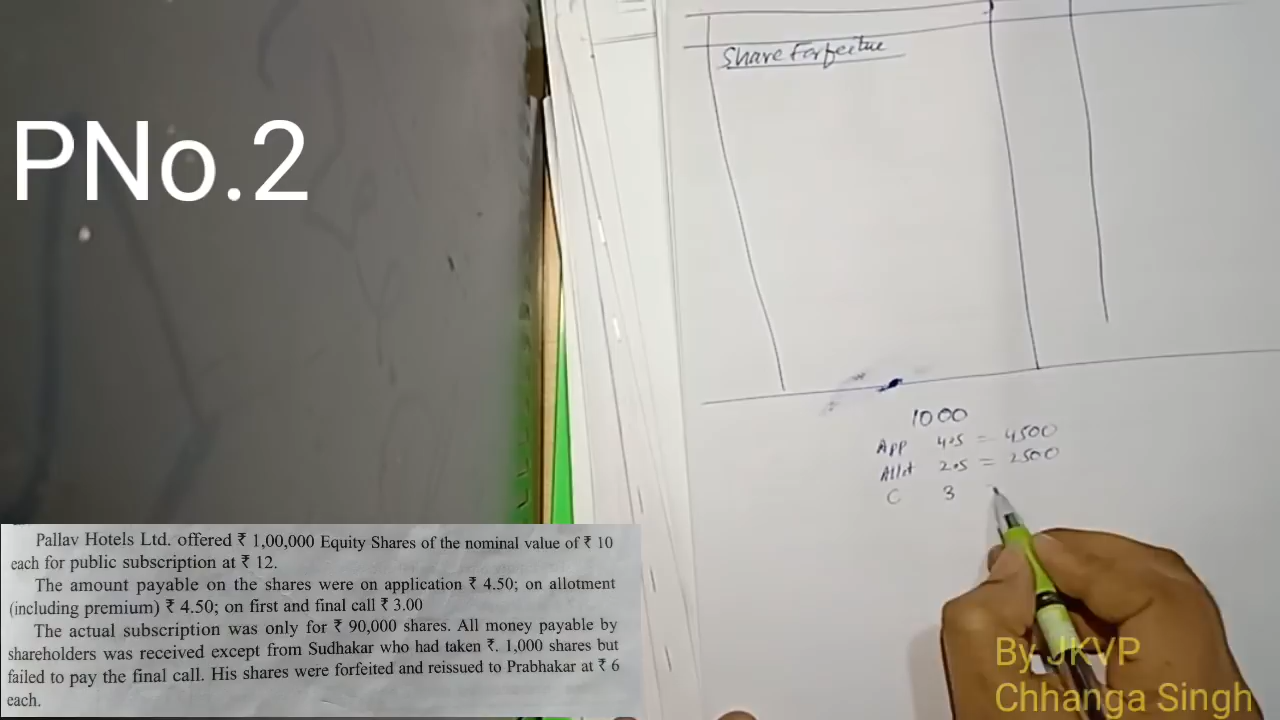 PNo.2
Share Forfeitue
1000
App 4.5 = 4500
Allot 2.5 = 2500
C 3
Pallav Hotels Ltd. offered ₹ 1,00,000 Equity Shares of the nominal value of ₹ 10
each for public subscription at ₹ 12.
The amount payable on the shares were on application ₹ 4.50; on allotment
(including premium) ₹ 4.50; on first and final call ₹ 3.00
The actual subscription was only for ₹ 90,000 shares. All money payable by
shareholders was received except from Sudhakar who had taken ₹. 1,000 shares but
failed to pay the final call. His shares were forfeited and reissued to Prabhakar at ₹ 6
each.
By JKVP
Chhanga Singh